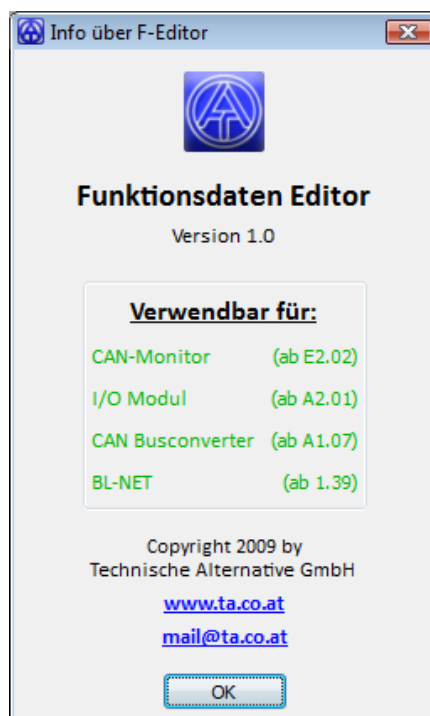 Info über F-Editor
Funktionsdaten Editor
Version 1.0
Verwendbar für:
CAN-Monitor (ab E2.02)
I/O Modul (ab A2.01)
CAN Busconverter (ab A1.07)
BL-NET (ab 1.39)
Copyright 2009 by
Technische Alternative GmbH
www.ta.co.at
mail@ta.co.at
OK